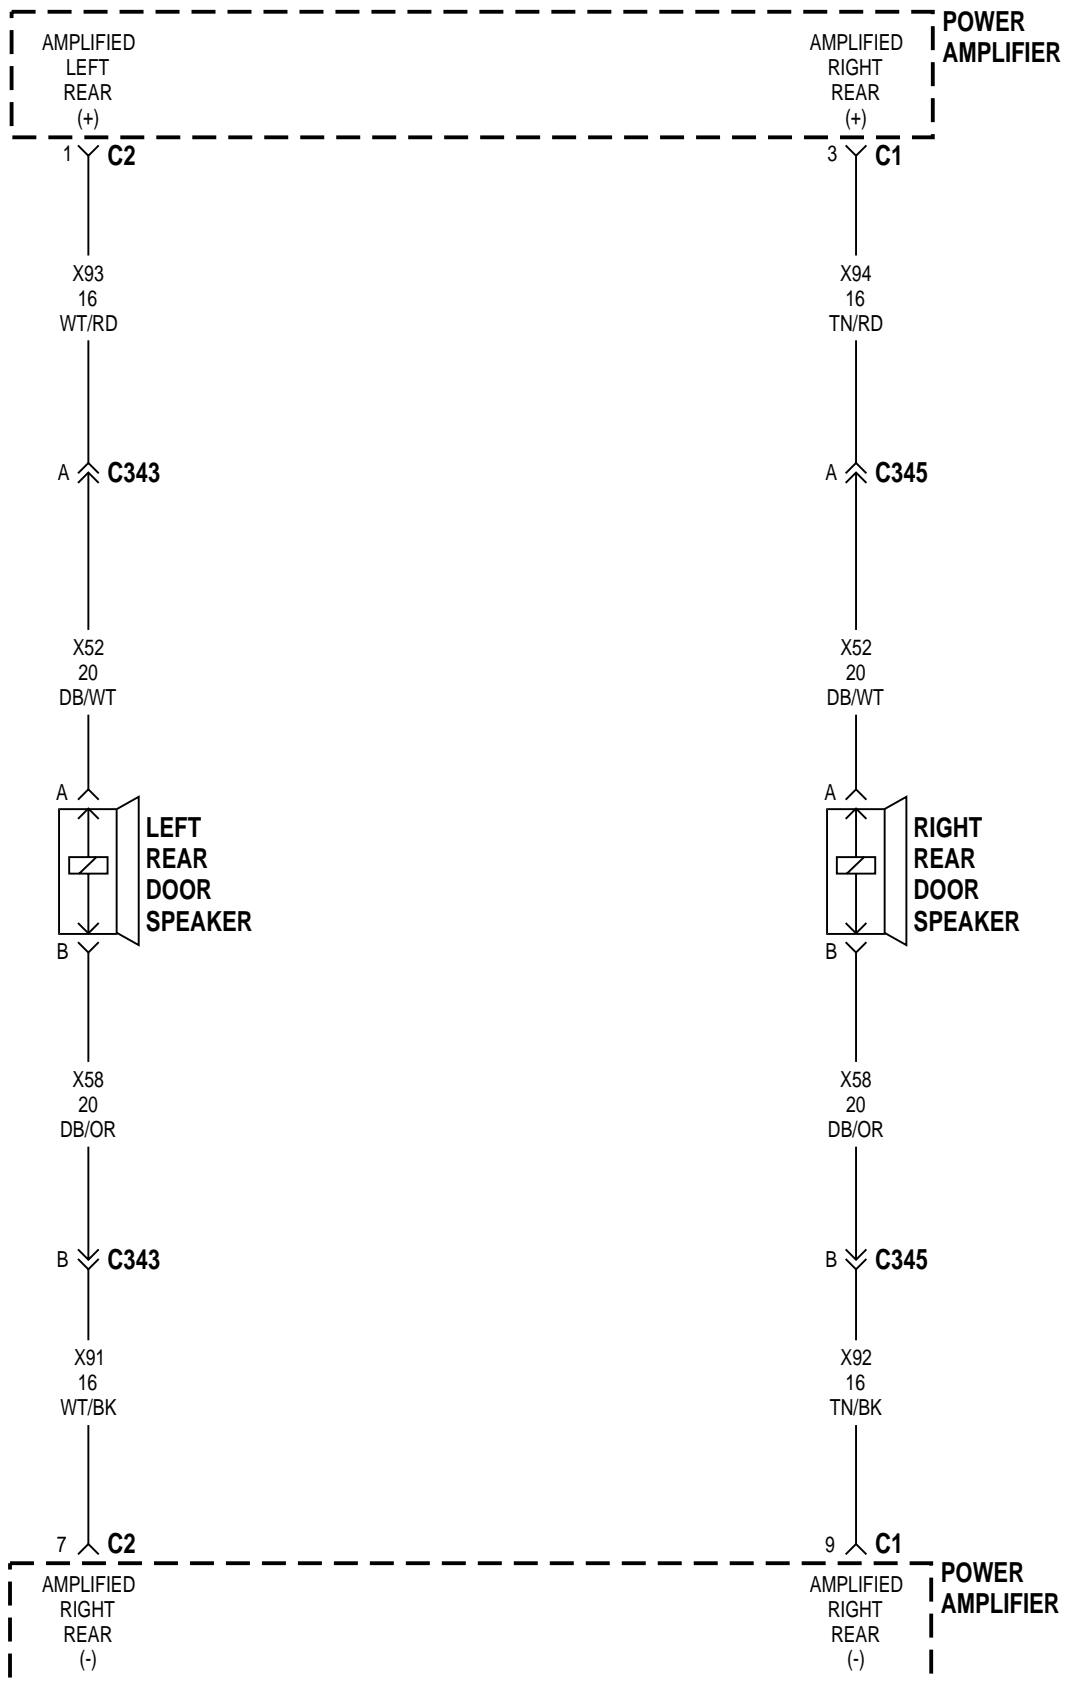 AMPLIFIED
LEFT
REAR
(+)
AMPLIFIED
RIGHT
REAR
(+)
POWER
AMPLIFIER
1 C2
3 C1
X93
16
WT/RD
X94
16
TN/RD
A C343
A C345
X52
20
DB/WT
X52
20
DB/WT
A
LEFT
REAR
DOOR
SPEAKER
B
A
RIGHT
REAR
DOOR
SPEAKER
B
X58
20
DB/OR
X58
20
DB/OR
B C343
B C345
X91
16
WT/BK
X92
16
TN/BK
7 C2
9 C1
AMPLIFIED
RIGHT
REAR
(-)
AMPLIFIED
RIGHT
REAR
(-)
POWER
AMPLIFIER